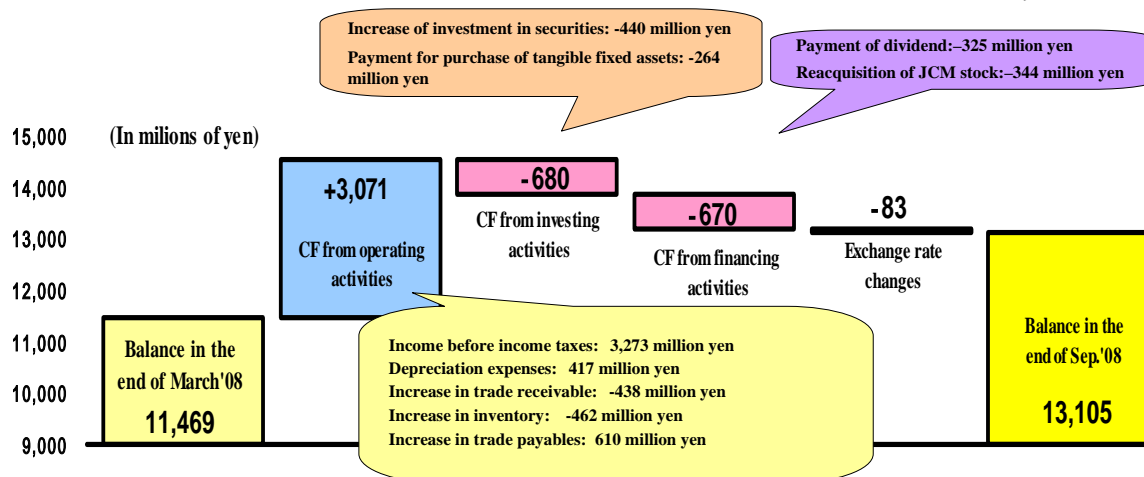 Increase of investment in securities: -440 million yen
Payment for purchase of tangible fixed assets: -264
million yen
Payment of dividend:–325 million yen
Reacquisition of JCM stock:–344 million yen
(In milions of yen)
15,000
14,000
13,000
12,000
11,000
10,000
9,000
Balance in the
end of March'08
11,469
+3,071
CF from operating
activities
-680
CF from investing
activities
-670
CF from financing
activities
-83
Exchange rate
changes
Balance in the
end of Sep.'08
13,105
Income before income taxes: 3,273 million yen
Depreciation expenses: 417 million yen
Increase in trade receivable: -438 million yen
Increase in inventory: -462 million yen
Increase in trade payables: 610 million yen